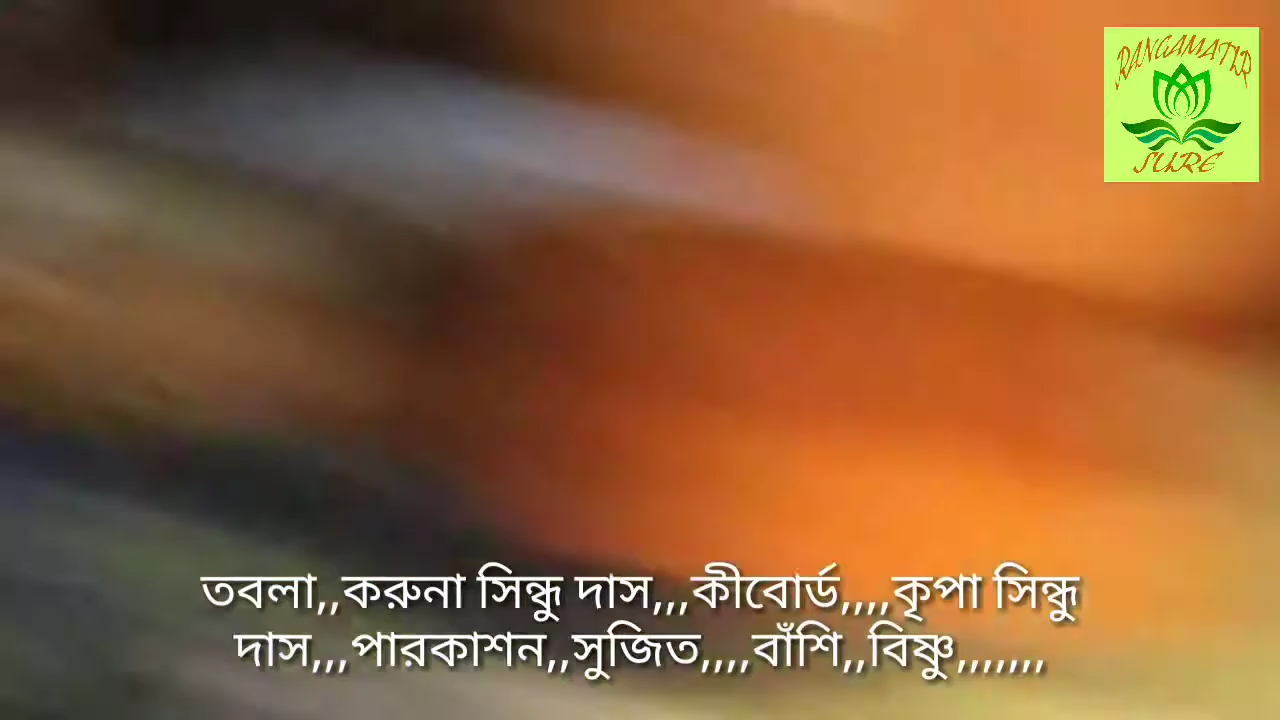 RANGAMATIR
SURE
তবলা,,করুনা সিন্ধু দাস,,,কীবোর্ড,,,,কৃপা সিন্ধু
দাস,,,পারকাশন,,সুজিত,,,,বাঁশি,,বিষ্ণু,,,,,,,